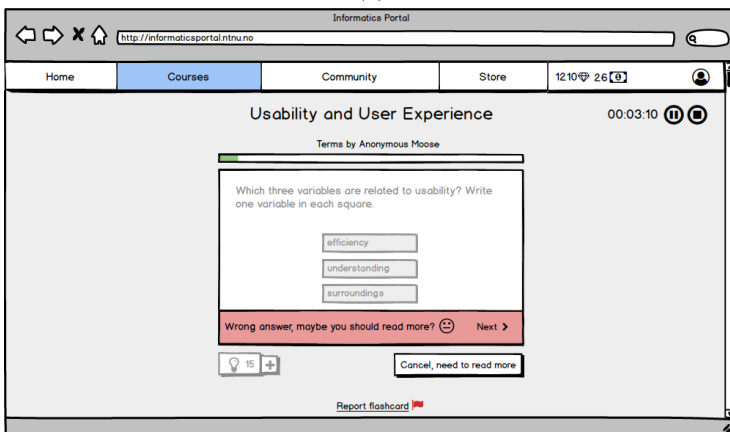 Informatics Portal
http://informaticsportal.ntnu.no
Home Courses Community Store 1210 26
Usability and User Experience 00:03:10
Terms by Anonymous Moose
Which three variables are related to usability? Write
one variable in each square.
efficiency
understanding
surroundings
Wrong answer, maybe you should read more? Next >
15 +
Cancel, need to read more
Report flashcard